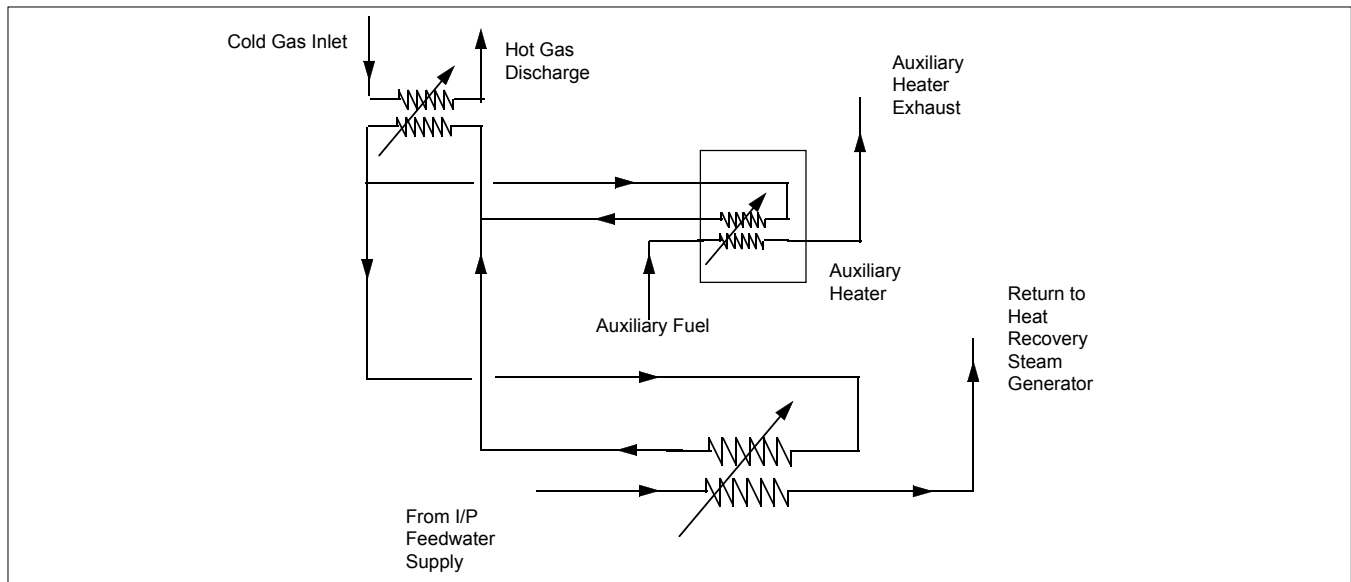 Cold Gas Inlet
Hot Gas
Discharge
Auxiliary
Heater
Exhaust
Auxiliary
Heater
Auxiliary Fuel
Return to
Heat
Recovery
Steam
Generator
From I/P
Feedwater
Supply